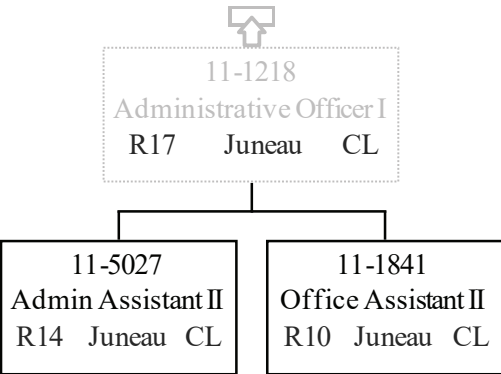 11-1218
Administrative Officer I
R17 Juneau CL
11-5027
Admin Assistant II
R14 Juneau CL
11-1841
Office Assistant II
R10 Juneau CL